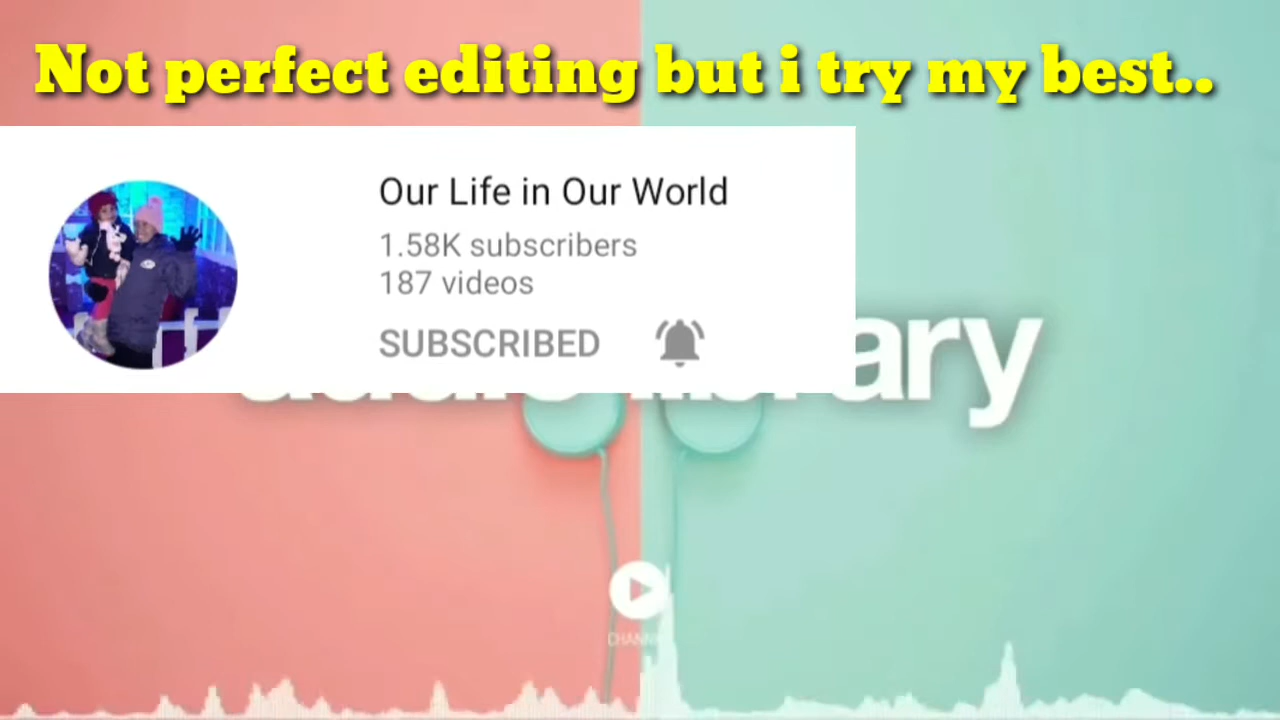 Not perfect editing but i try my best..
Our Life in Our World
1.58K subscribers
187 videos
SUBSCRIBED